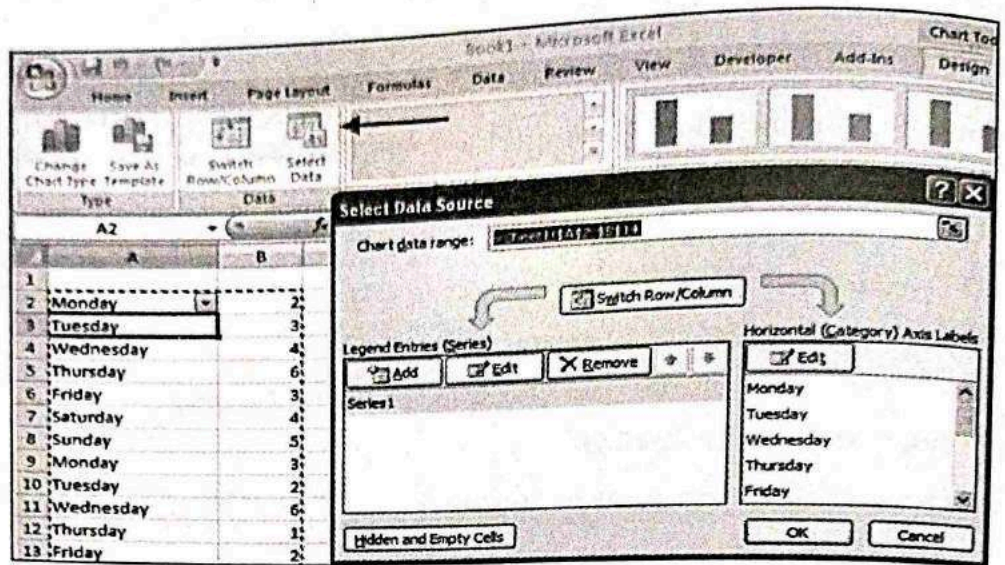 Book1 - Microsoft Excel
Chart Too
Home Insert Page Layout Formulas Data Review View Developer Add-Ins Design
Change Chart Type
Save As Template
Switch Row/Column
Select Data
Type
Data
A2
fx
A B
1
2 Monday 2
3 Tuesday 3
4 Wednesday 4
5 Thursday 6
6 Friday 3
7 Saturday 4
8 Sunday 5
9 Monday 3
10 Tuesday 2
11 Wednesday 6
12 Thursday 1
13 Friday 2
Select Data Source
Chart data range:
Switch Row/Column
Legend Entries (Series)
Add Edit Remove
Series1
Horizontal (Category) Axis Labels
Edit
Monday
Tuesday
Wednesday
Thursday
Friday
Hidden and Empty Cells
OK Cancel